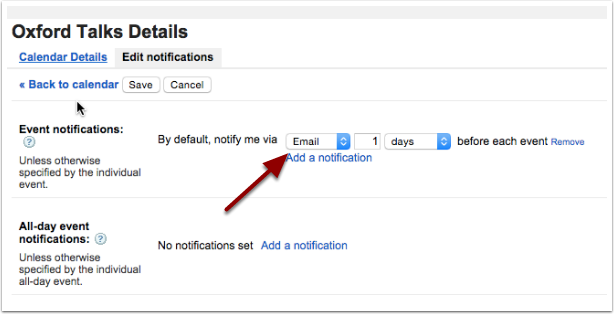 Oxford Talks Details
Calendar Details Edit notifications
« Back to calendar Save Cancel
Event notifications:
?
Unless otherwise
specified by the individual
event.
By default, notify me via Email 1 days before each event Remove
Add a notification
All-day event
notifications: ?
Unless otherwise
specified by the individual
all-day event.
No notifications set Add a notification